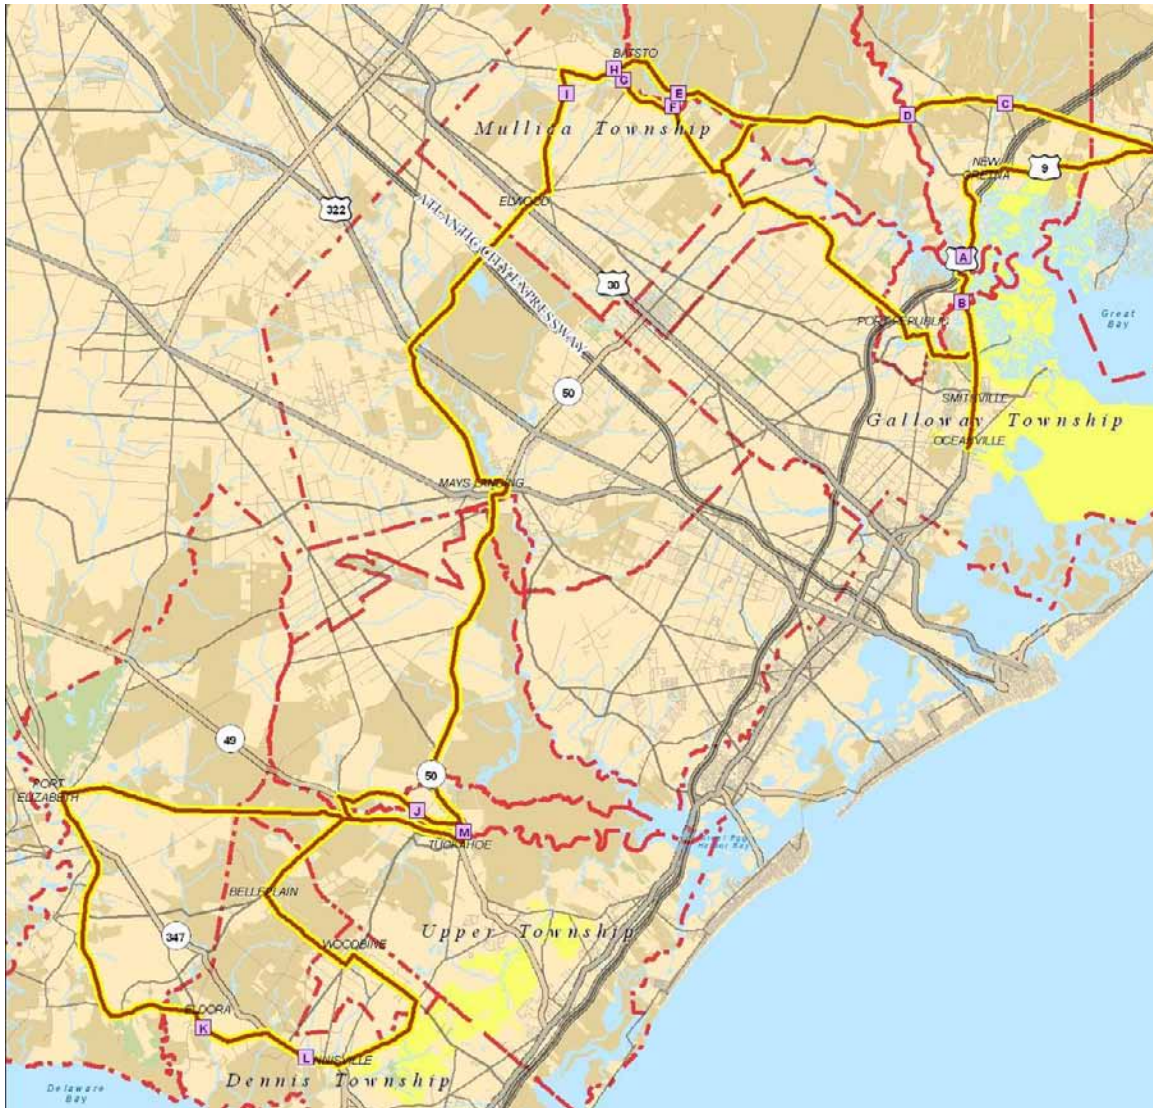 BATSTO
H
G
I
E
F
Mullica Township
D
C
NEW
GRETNA
9
ELWOOD
322
ATLANTIC CITY EXPRESSWAY
30
A
B
PORT REPUBLIC
Great
Bay
50
SMITHVILLE
Galloway Township
OCEANVILLE
MAYS LANDING
49
50
PORT
ELIZABETH
J
M
TUCKAHOE
BELLEPLAIN
347
WOODBINE
Upper Township
ELDORA
K
L
NNISVILLE
Dennis Township
Delaware
Bay